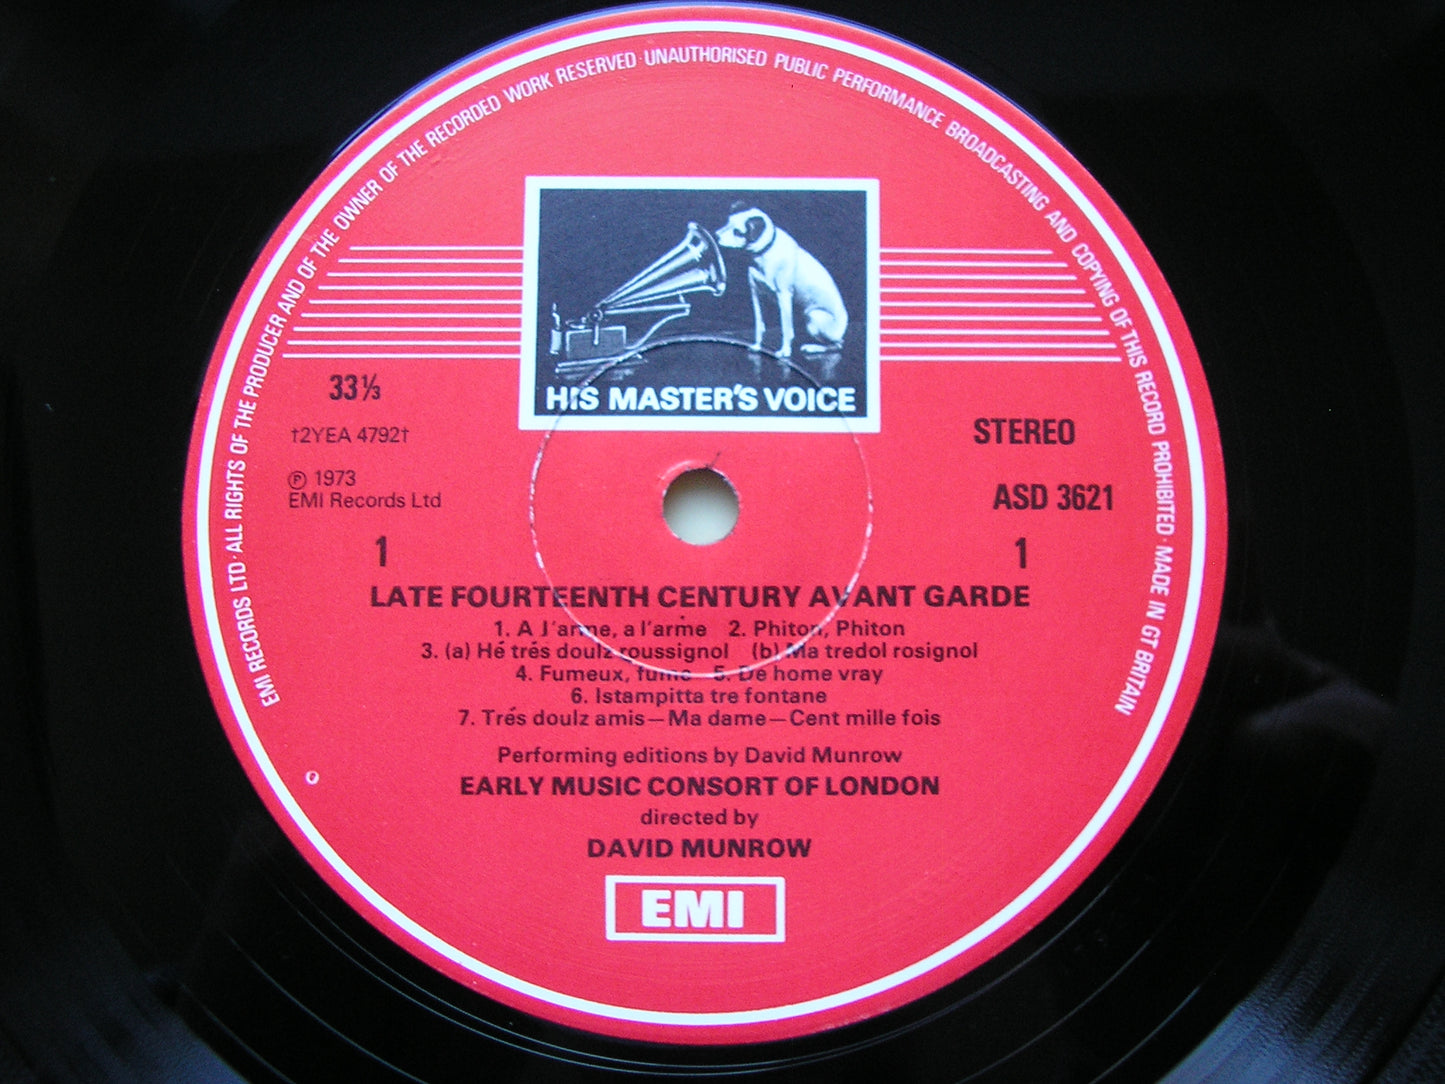 EMI RECORDS LTD · ALL RIGHTS OF THE PRODUCER AND OF THE OWNER OF THE RECORDED WORK RESERVED · UNAUTHORISED PUBLIC PERFORMANCE BROADCASTING AND COPYING OF THIS RECORD PROHIBITED · MADE IN GT BRITAIN
HIS MASTER'S VOICE
33⅓
†2YEA 4792†
STEREO
℗ 1973
EMI Records Ltd
ASD 3621
1 1
LATE FOURTEENTH CENTURY AVANT GARDE
1. A l'arme, a l'arme 2. Phiton, Phiton
3. (a) Hé trés doulz roussignol (b) Ma tredol rosignol
4. Fumeux, fume 5. De home vray
6. Istampitta tre fontane
7. Trés doulz amis—Ma dame—Cent mille fois
Performing editions by David Munrow
EARLY MUSIC CONSORT OF LONDON
directed by
DAVID MUNROW
EMI